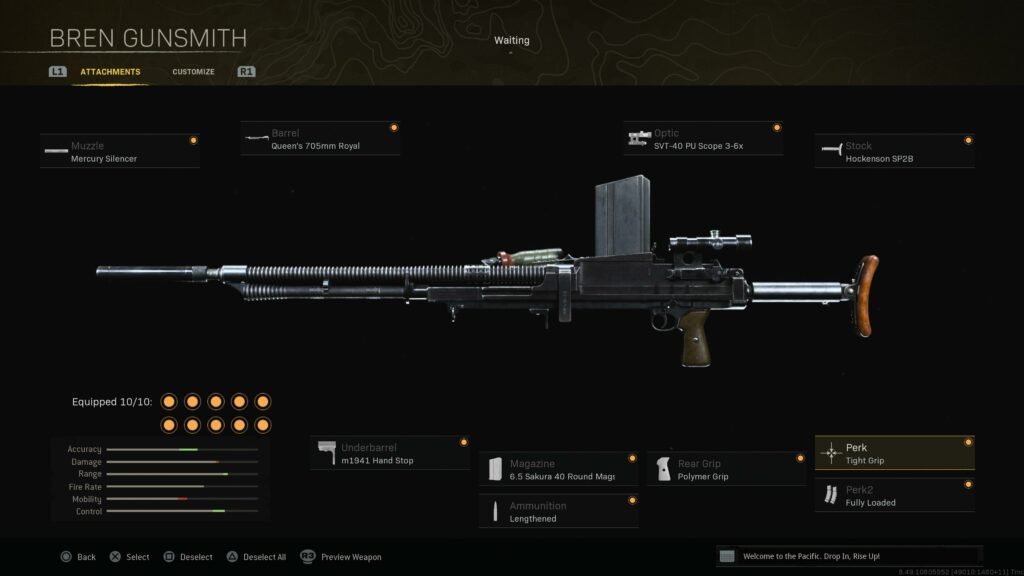 BREN GUNSMITH
Waiting
L1 ATTACHMENTS CUSTOMIZE R1
Muzzle
Mercury Silencer
Barrel
Queen's 705mm Royal
Optic
SVT-40 PU Scope 3-6x
Stock
Hockenson SP2B
Equipped 10/10:
Accuracy
Damage
Range
Fire Rate
Mobility
Control
Underbarrel
m1941 Hand Stop
Magazine
6.5 Sakura 40 Round Mags
Ammunition
Lengthened
Rear Grip
Polymer Grip
Perk
Tight Grip
Perk2
Fully Loaded
Back Select Deselect Deselect All R3 Preview Weapon
Welcome to the Pacific. Drop In, Rise Up!